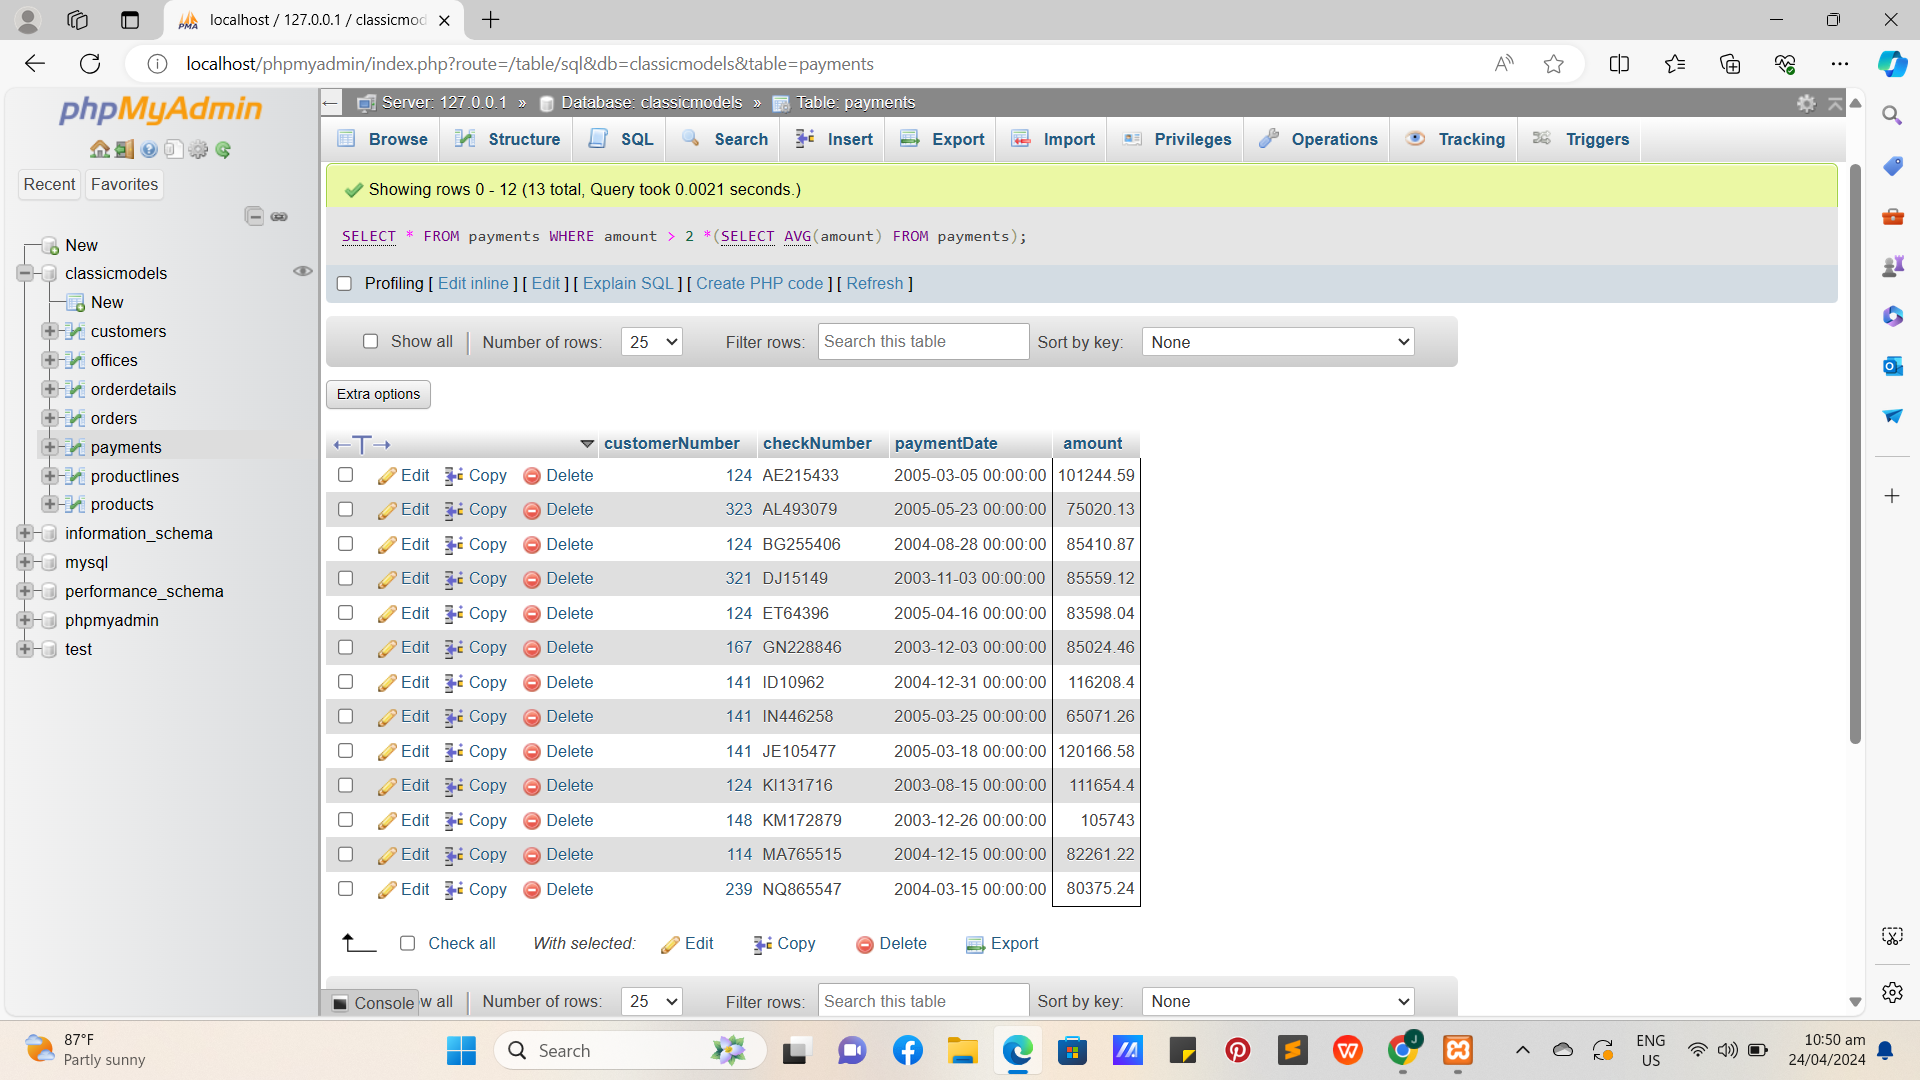 localhost / 127.0.0.1 / classicmod
localhost/phpmyadmin/index.php?route=/table/sql&db=classicmodels&table=payments
phpMyAdmin
Recent Favorites
New
classicmodels
New
customers
offices
orderdetails
orders
payments
productlines
products
information_schema
mysql
performance_schema
phpmyadmin
test
Server: 127.0.0.1 » Database: classicmodels » Table: payments
Browse Structure SQL Search Insert Export Import Privileges Operations Tracking Triggers
Showing rows 0 - 12 (13 total, Query took 0.0021 seconds.)
SELECT * FROM payments WHERE amount > 2 *(SELECT AVG(amount) FROM payments);
Profiling [ Edit inline ] [ Edit ] [ Explain SQL ] [ Create PHP code ] [ Refresh ]
Show all Number of rows: 25 Filter rows: Search this table Sort by key: None
Extra options
←T→ customerNumber checkNumber paymentDate amount
Edit Copy Delete 124 AE215433 2005-03-05 00:00:00 101244.59
Edit Copy Delete 323 AL493079 2005-05-23 00:00:00 75020.13
Edit Copy Delete 124 BG255406 2004-08-28 00:00:00 85410.87
Edit Copy Delete 321 DJ15149 2003-11-03 00:00:00 85559.12
Edit Copy Delete 124 ET64396 2005-04-16 00:00:00 83598.04
Edit Copy Delete 167 GN228846 2003-12-03 00:00:00 85024.46
Edit Copy Delete 141 ID10962 2004-12-31 00:00:00 116208.4
Edit Copy Delete 141 IN446258 2005-03-25 00:00:00 65071.26
Edit Copy Delete 141 JE105477 2005-03-18 00:00:00 120166.58
Edit Copy Delete 124 KI131716 2003-08-15 00:00:00 111654.4
Edit Copy Delete 148 KM172879 2003-12-26 00:00:00 105743
Edit Copy Delete 114 MA765515 2004-12-15 00:00:00 82261.22
Edit Copy Delete 239 NQ865547 2004-03-15 00:00:00 80375.24
Check all With selected: Edit Copy Delete Export
Console w all Number of rows: 25 Filter rows: Search this table Sort by key: None
87°F
Partly sunny
Search
ENG
US
10:50 am
24/04/2024